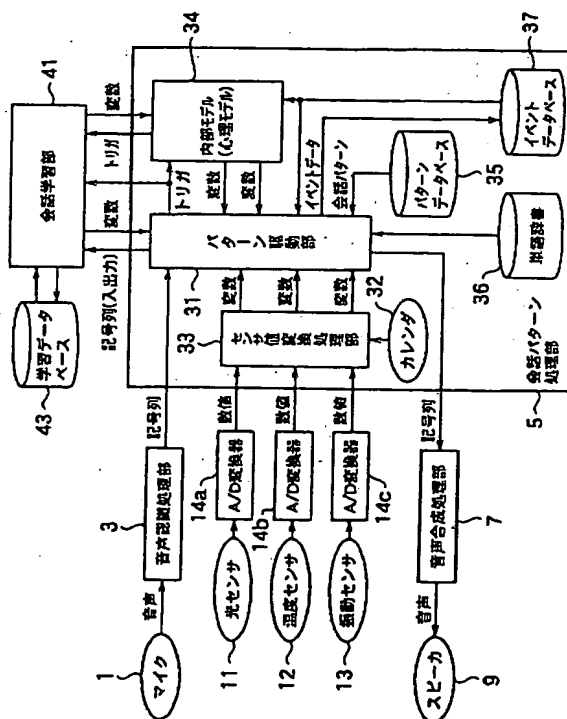 41
会話学習部
43
学習データ
ベース
トリガ
変数
記号列(入出力)
変数
34
内部モデル
(心理モデル)
トリガ
変数
変数
31
パターン駆動部
イベントデータ
会話パターン
35
パターン
データベース
37
イベント
データベース
36
単語辞書
33
センサ値変換処理部
変数
変数
変数
32
カレンダ
5
会話パターン
処理部
1
マイク
音声
3
音声認識処理部
記号列
11
光センサ
14a
A/D変換器
数値
12
温度センサ
14b
A/D変換器
数値
13
振動センサ
14c
A/D変換器
数値
記号列
7
音声合成処理部
音声
9
スピーカ